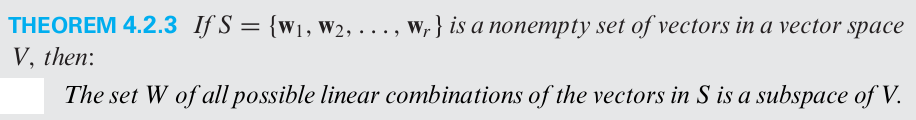 THEOREM 4.2.3 If S = {w₁, w₂, . . . , wᵣ} is a nonempty set of vectors in a vector space
V, then:
The set W of all possible linear combinations of the vectors in S is a subspace of V.